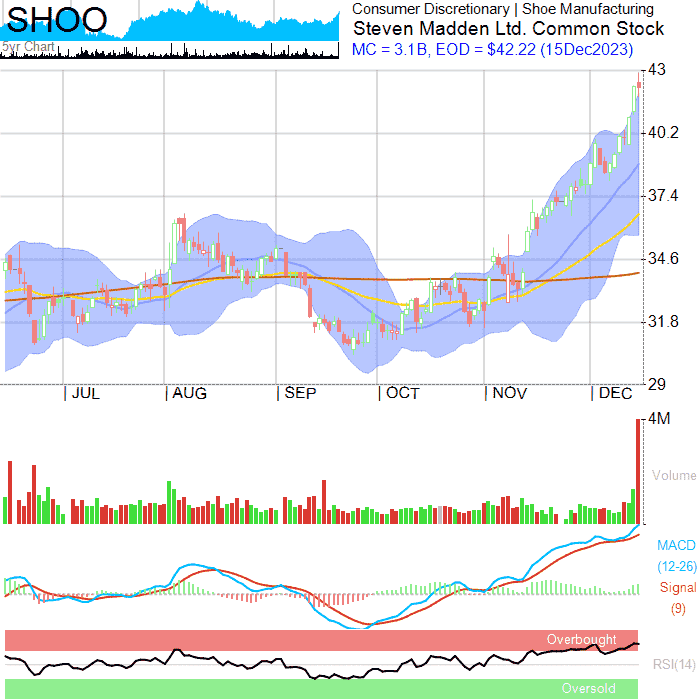 SHOO
5yr Chart
Consumer Discretionary | Shoe Manufacturing
Steven Madden Ltd. Common Stock
MC = 3.1B, EOD = $42.22 (15Dec2023)
43
40.2
37.4
34.6
31.8
29
JUL AUG SEP OCT NOV DEC
4M
Volume
MACD
(12-26)
Signal
(9)
Overbought
RSI(14)
Oversold